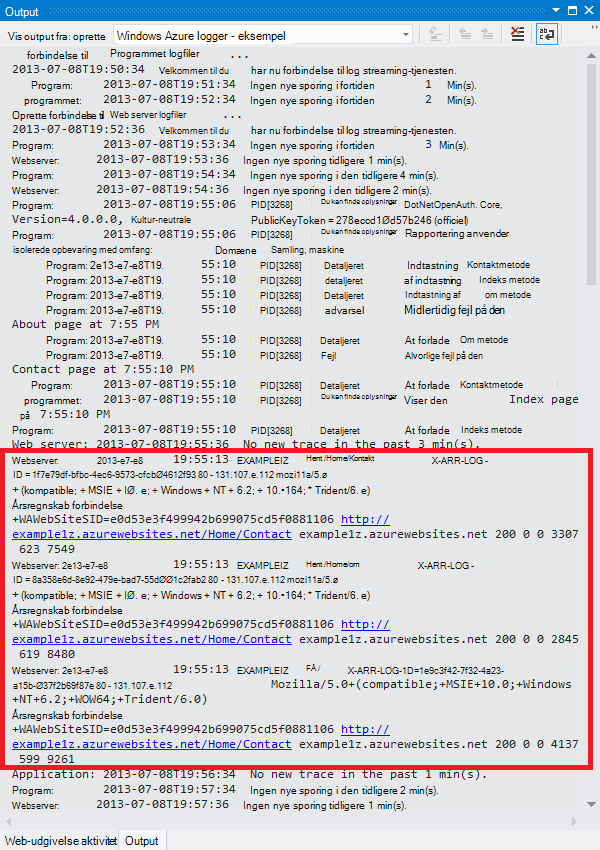 Output
Vis output fra: oprette Windows Azure logger - eksempel
forbindelse til Programmet logfiler ...
2013-07-08T19:50:34 Velkommen til du har nu forbindelse til log streaming-tjenesten.
Program: 2013-07-08T19:51:34 Ingen nye sporing i fortiden 1 Min(s).
programmet: 2013-07-08T19:52:34 Ingen nye sporing i fortiden 2 Min(s).
Oprette forbindelse til Web server logfiler ...
2013-07-08T19:52:36 Velkommen til du har nu forbindelse til log streaming-tjenesten.
Program: 2013-07-08T19:53:34 Ingen nye sporing i fortiden 3 Min(s).
Webserver: 2013-07-08T19:53:36 Ingen nye sporing tidligere 1 min(s).
Program: 2013-07-08T19:54:34 Ingen nye sporing i den tidligere 4 min(s).
Webserver: 2013-07-08T19:54:36 Ingen nye sporing i den tidligere 2 min(s).
Program: 2013-07-08T19:55:06 PID[3268] Du kan finde oplysninger DotNetOpenAuth. Core,
Version=4.0.0.0, Kultur-neutrale PublicKeyToken = 278eccd1Ød57b246 (officiel)
Program: 2013-07-08T19:55:06 PID[3268] Du kan finde oplysninger Rapportering anvender
isolerede opbevaring med omfang: Domæne Samling, maskine
Program: 2e13-e7-e8T19. 55:10 PID[3268] Detaljeret Indtastning Kontaktmetode
Program: 2013-e7-e8T19. 55:10 PID[3268] detaljeret af indtastning Indeks metode
Program: 2013-e7-e8T19. 55:10 PID[3268] Detaljeret Indtastning af om metode
Program: 2013-e7-e8T19. 55:10 PID[3268] advarsel Midlertidig fejl på den
About page at 7:55 PM
Program: 2013-e7-e8T19. 55:10 PID[3268] Detaljeret At forlade Om metode
Program: 2013-e7-e8T19. 55:10 PID[3268] Fejl Alvorlige fejl på den
Contact page at 7:55:10 PM
Program: 2013-07-08T19:55:10 PID[3268] Detaljeret At forlade Kontaktmetode
programmet: 2013-07-08T19:55:10 PID[3268] Du kan finde oplysninger Viser den Index page
på 7:55:10 PM
Program: 2013-07-08T19:55:10 PID[3268] Detaljeret At forlade Indeks metode
Web server: 2013-07-08T19:55:36 No new trace in the past 3 min(s).
Webserver: 2013-e7-e8 19:55:13 EXAMPLEIZ Hent /Home/Kontakt X-ARR-LOG -
ID = 1f7e79df-bfbc-4ec6-9573-cfcbØ4612f93 80 - 131.107.e.112 mozi11a/5.ø
+ (kompatible; + MSIE + IØ. e; + Windows + NT + 6.2; + 10.•164; * Trident/6. e)
Årsregnskab forbindelse
+WAWebSiteSID=e0d53e3f499942b699075cd5f0881106 http://
example1z.azurewebsites.net/Home/Contact example1z.azurewebsites.net 200 0 0 3307
623 7549
Webserver: 2e13-e7-e8 19:55:13 EXAMPLEIZ Hent /Home/om X-ARR-LOG -
ID = 8a358e6d-8e92-479e-bad7-55dØØ1c2fab2 80 - 131.107.e.112 mozi11a/5.ø
+ (kompatible; + MSIE + IØ. e; + Windows + NT + 6.2; + 10.•164; * Trident/6. e)
Årsregnskab forbindelse
+WAWebSiteSID=e0d53e3f499942b699075cd5f0881106 http://
example1z.azurewebsites.net/Home/Contact example1z.azurewebsites.net 200 0 0 2845
619 8480
Webserver: 2e13-e7-e8 19:55:13 EXAMPLEIZ FÅ / X-ARR-LOG-1D=1e9c3f42-7f32-4a23-
a15b-Ø37f2b69f87e 80 - 131.107.e.112 Mozilla/5.0+(compatible;+MSIE+10.0;+Windows
+NT+6.2;+WOW64;+Trident/6.0)
Årsregnskab forbindelse
+WAWebSiteSID=e0d53e3f499942b699075cd5f0881106 http://
example1z.azurewebsites.net/Home/Contact example1z.azurewebsites.net 200 0 0 4137
599 9261
Application: 2013-07-08T19:56:34 No new trace in the past 1 min(s).
Program: 2013-07-08T19:57:34 Ingen nye sporing i den tidligere 2 min(s).
Webserver: 2013-07-08T19:57:36 Ingen nye sporing tidligere 1 min(s).
Web-udgivelse aktivitet Output